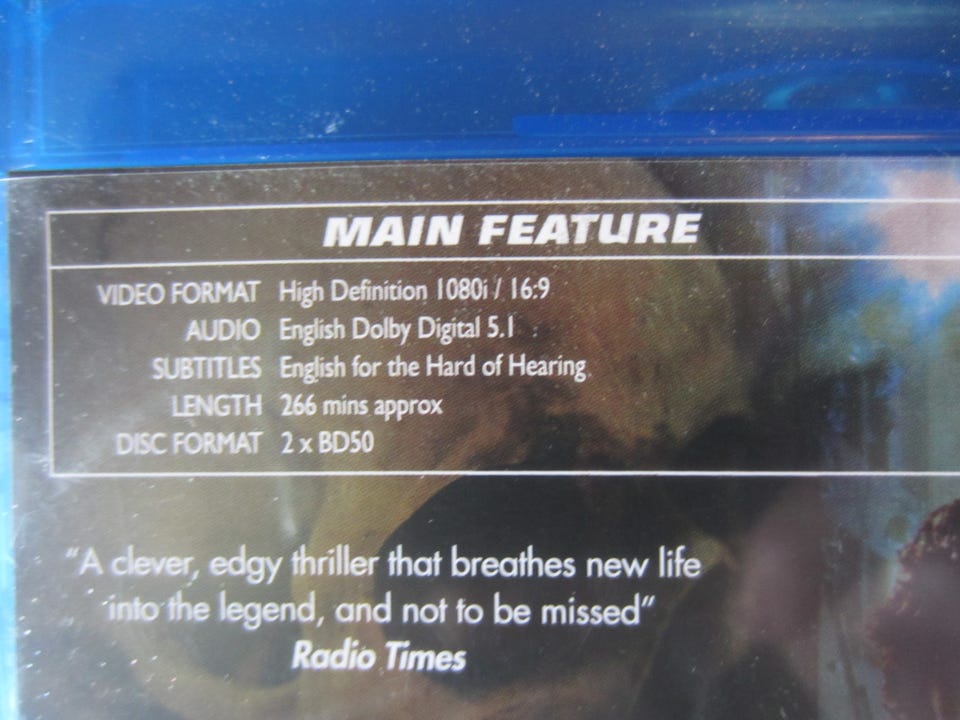 MAIN FEATURE
VIDEO FORMAT High Definition 1080i / 16:9
AUDIO English Dolby Digital 5.1
SUBTITLES English for the Hard of Hearing
LENGTH 266 mins approx
DISC FORMAT 2 x BD50
“A clever, edgy thriller that breathes new life
into the legend, and not to be missed”
Radio Times